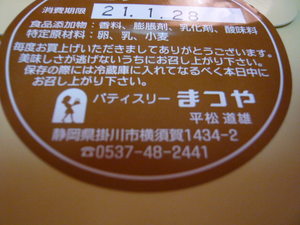 消費期限 21.1.28
食品添加物:香料、膨脹剤、乳化剤、酸味料
特定原材料:卵、乳、小麦
毎度お買上げいただきましてありがとうございます。
美味しさが逃げないうちにお召し上り下さい。
保存の際には冷蔵庫に入れてなるべく本日中に
お召し上り下さい。
パティスリー まつや
平松 道雄
静岡県掛川市横須賀1434-2
☎0537-48-2441